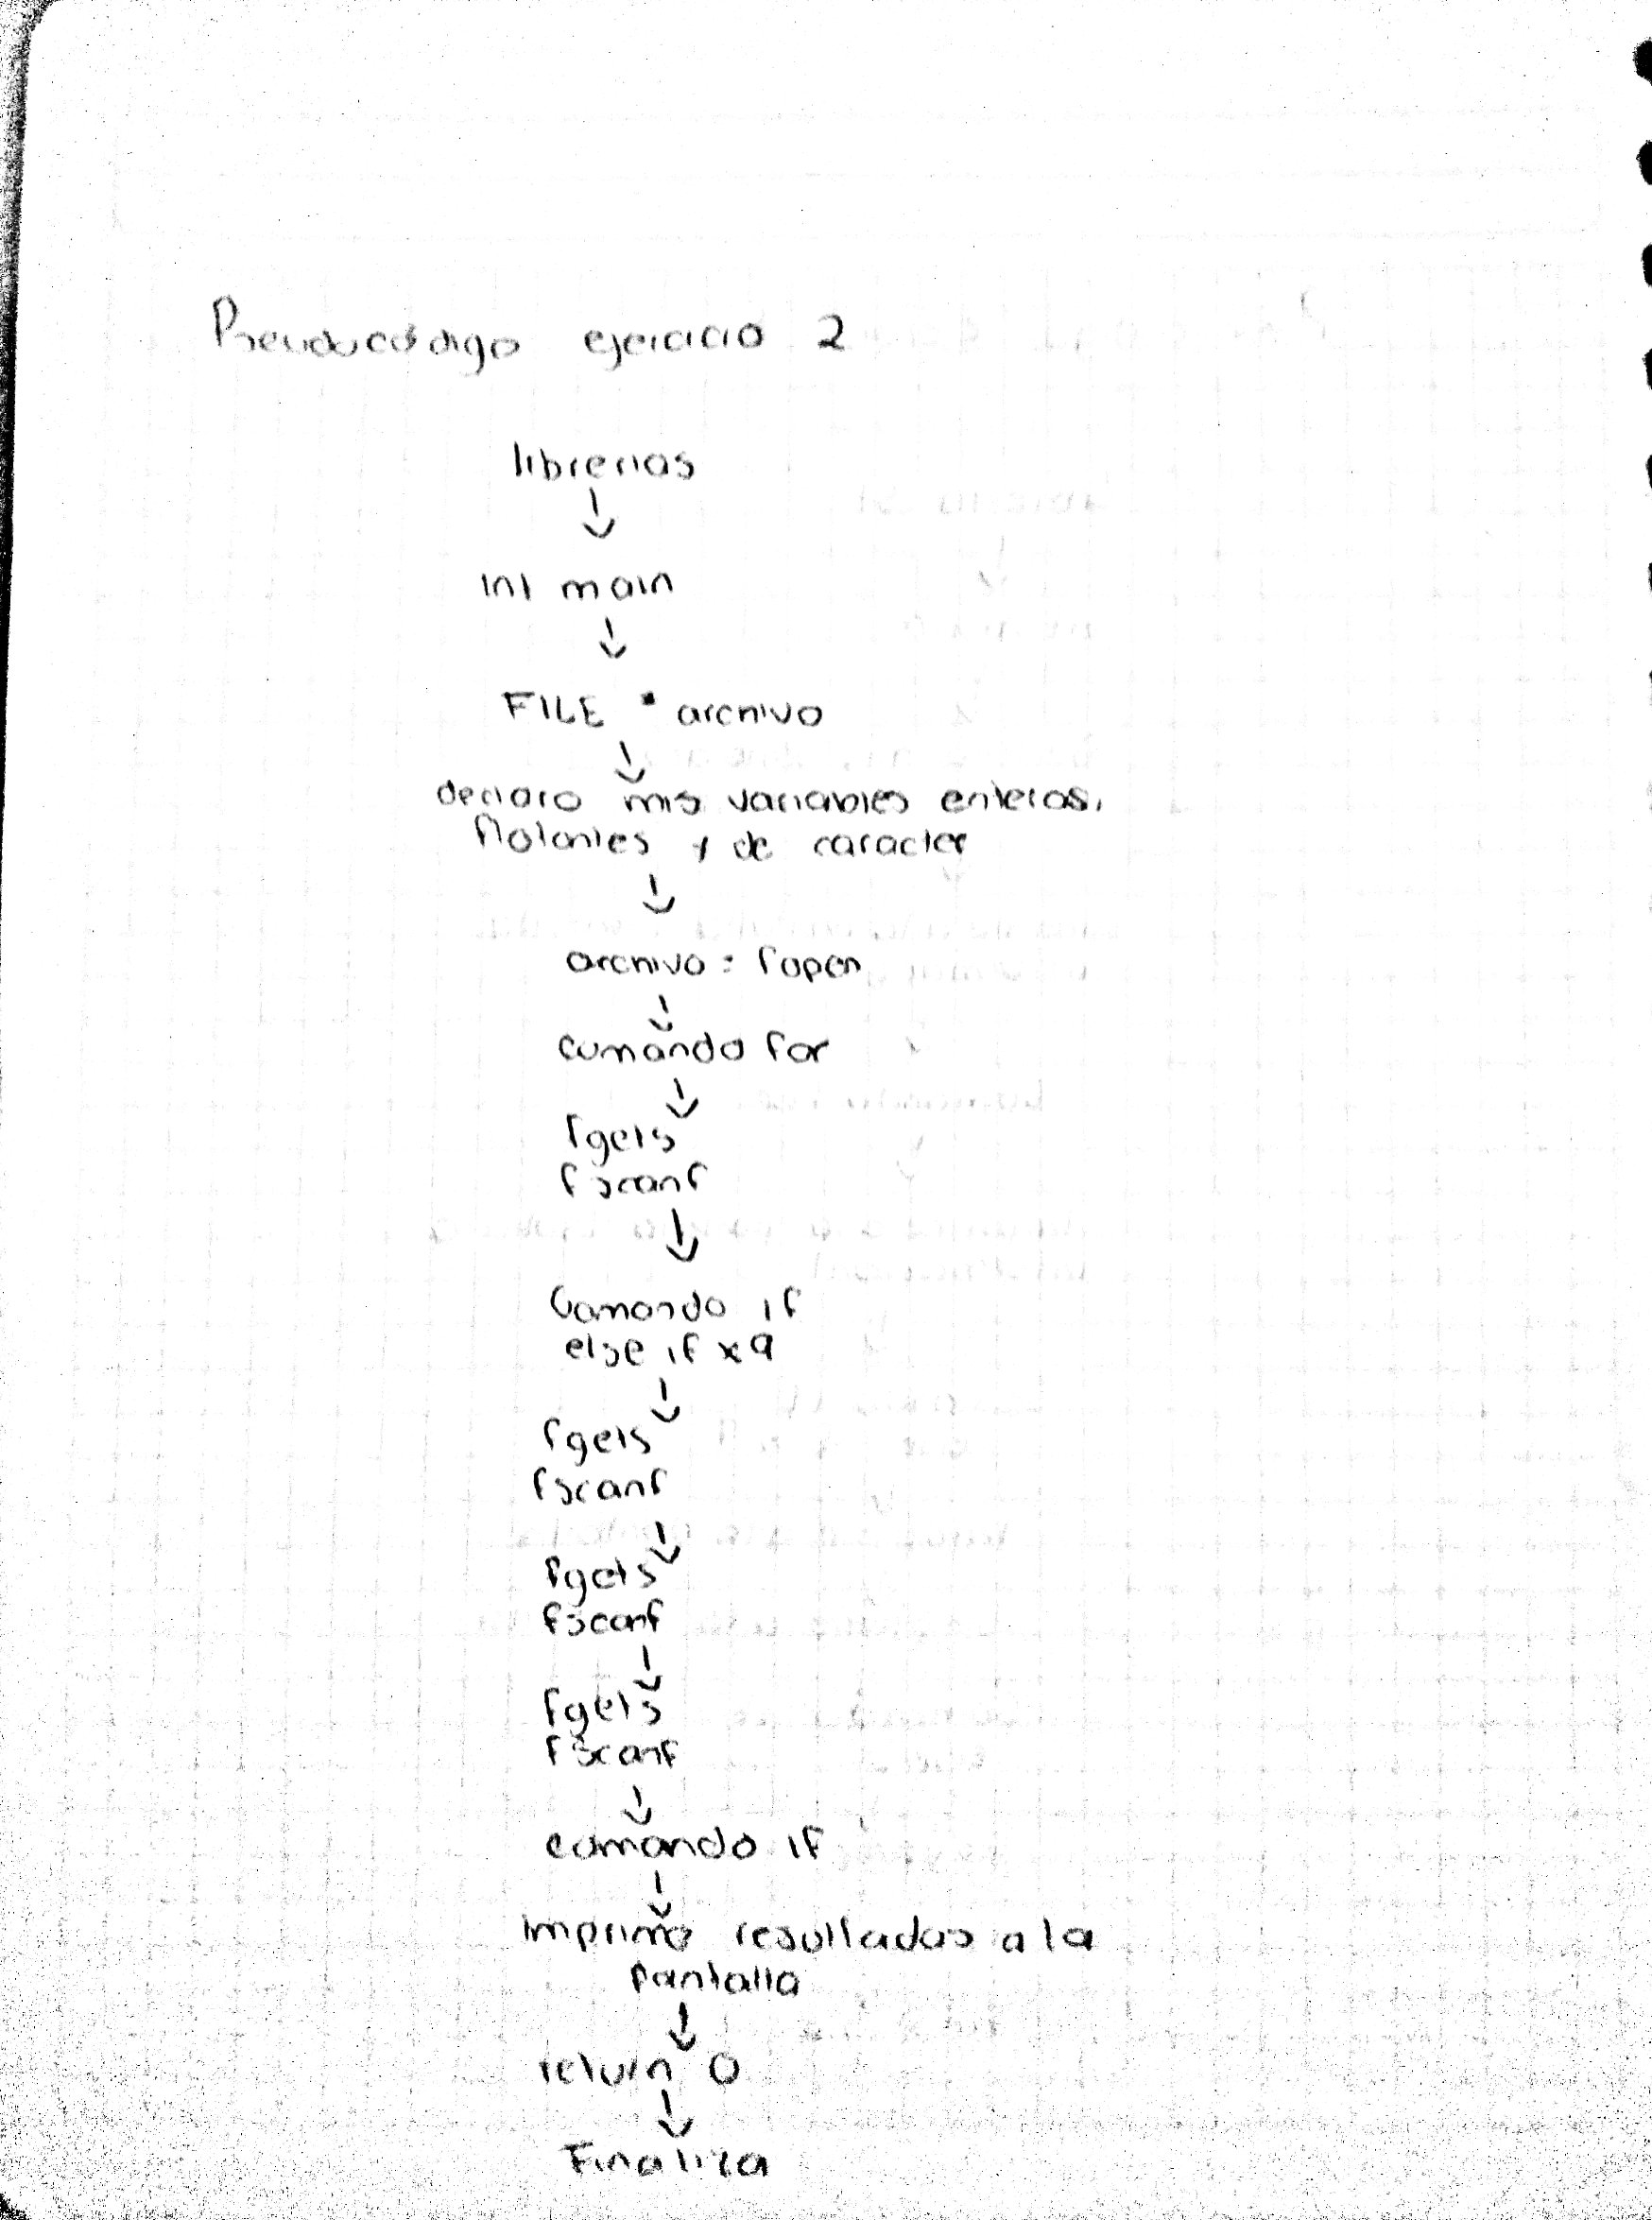 Pseudocódigo ejercicio 2
librerias
↓
int main
↓
FILE * archivo
↓
declaro mis variables enteras,
flotantes y de caracter
↓
archivo = fopen
↓
comando for
↓
fgets
fscanf
↓
Comando if
else if x 9
↓
fgets
fscanf
↓
fgets
fscanf
↓
fgets
fscanf
↓
comando if
↓
imprimo resultados a la
pantalla
↓
return 0
↓
Finaliza